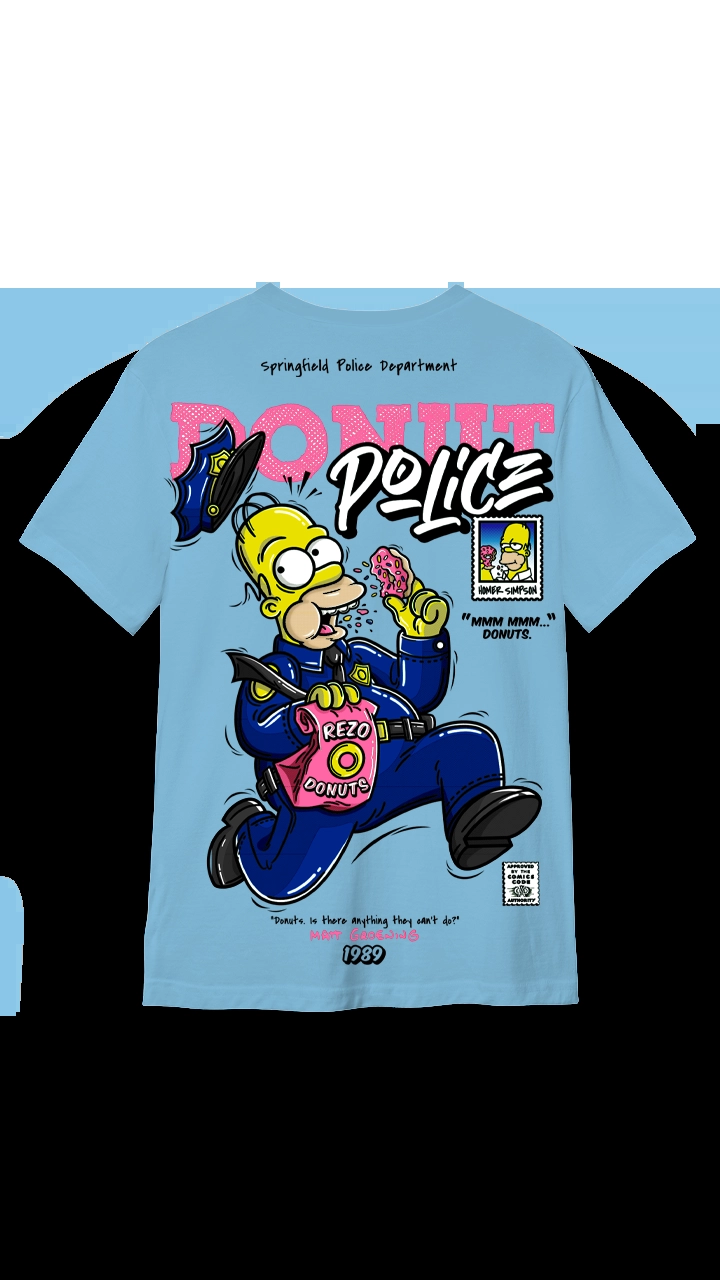 Springfield Police Department
DONUT
POLiCE
HOMER SIMPSON
"MMM MMM..."
DONUTS.
REZO
DONUTS
APPROVED
BY THE
COMICS
CODE
AUTHORITY
"Donuts. Is there anything they can't do?"
MATT GROENING
1989